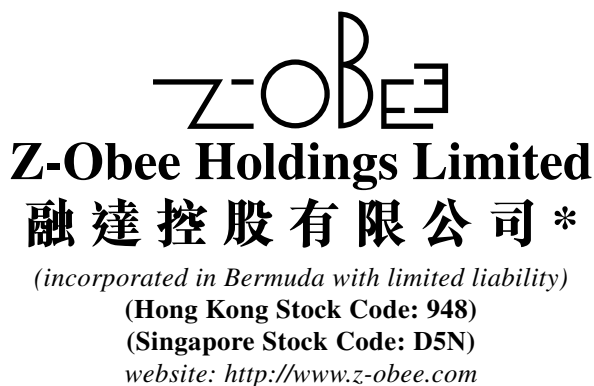 Z-OBEE
Z-Obee Holdings Limited
融達控股有限公司*
(incorporated in Bermuda with limited liability)
(Hong Kong Stock Code: 948)
(Singapore Stock Code: D5N)
website: http://www.z-obee.com